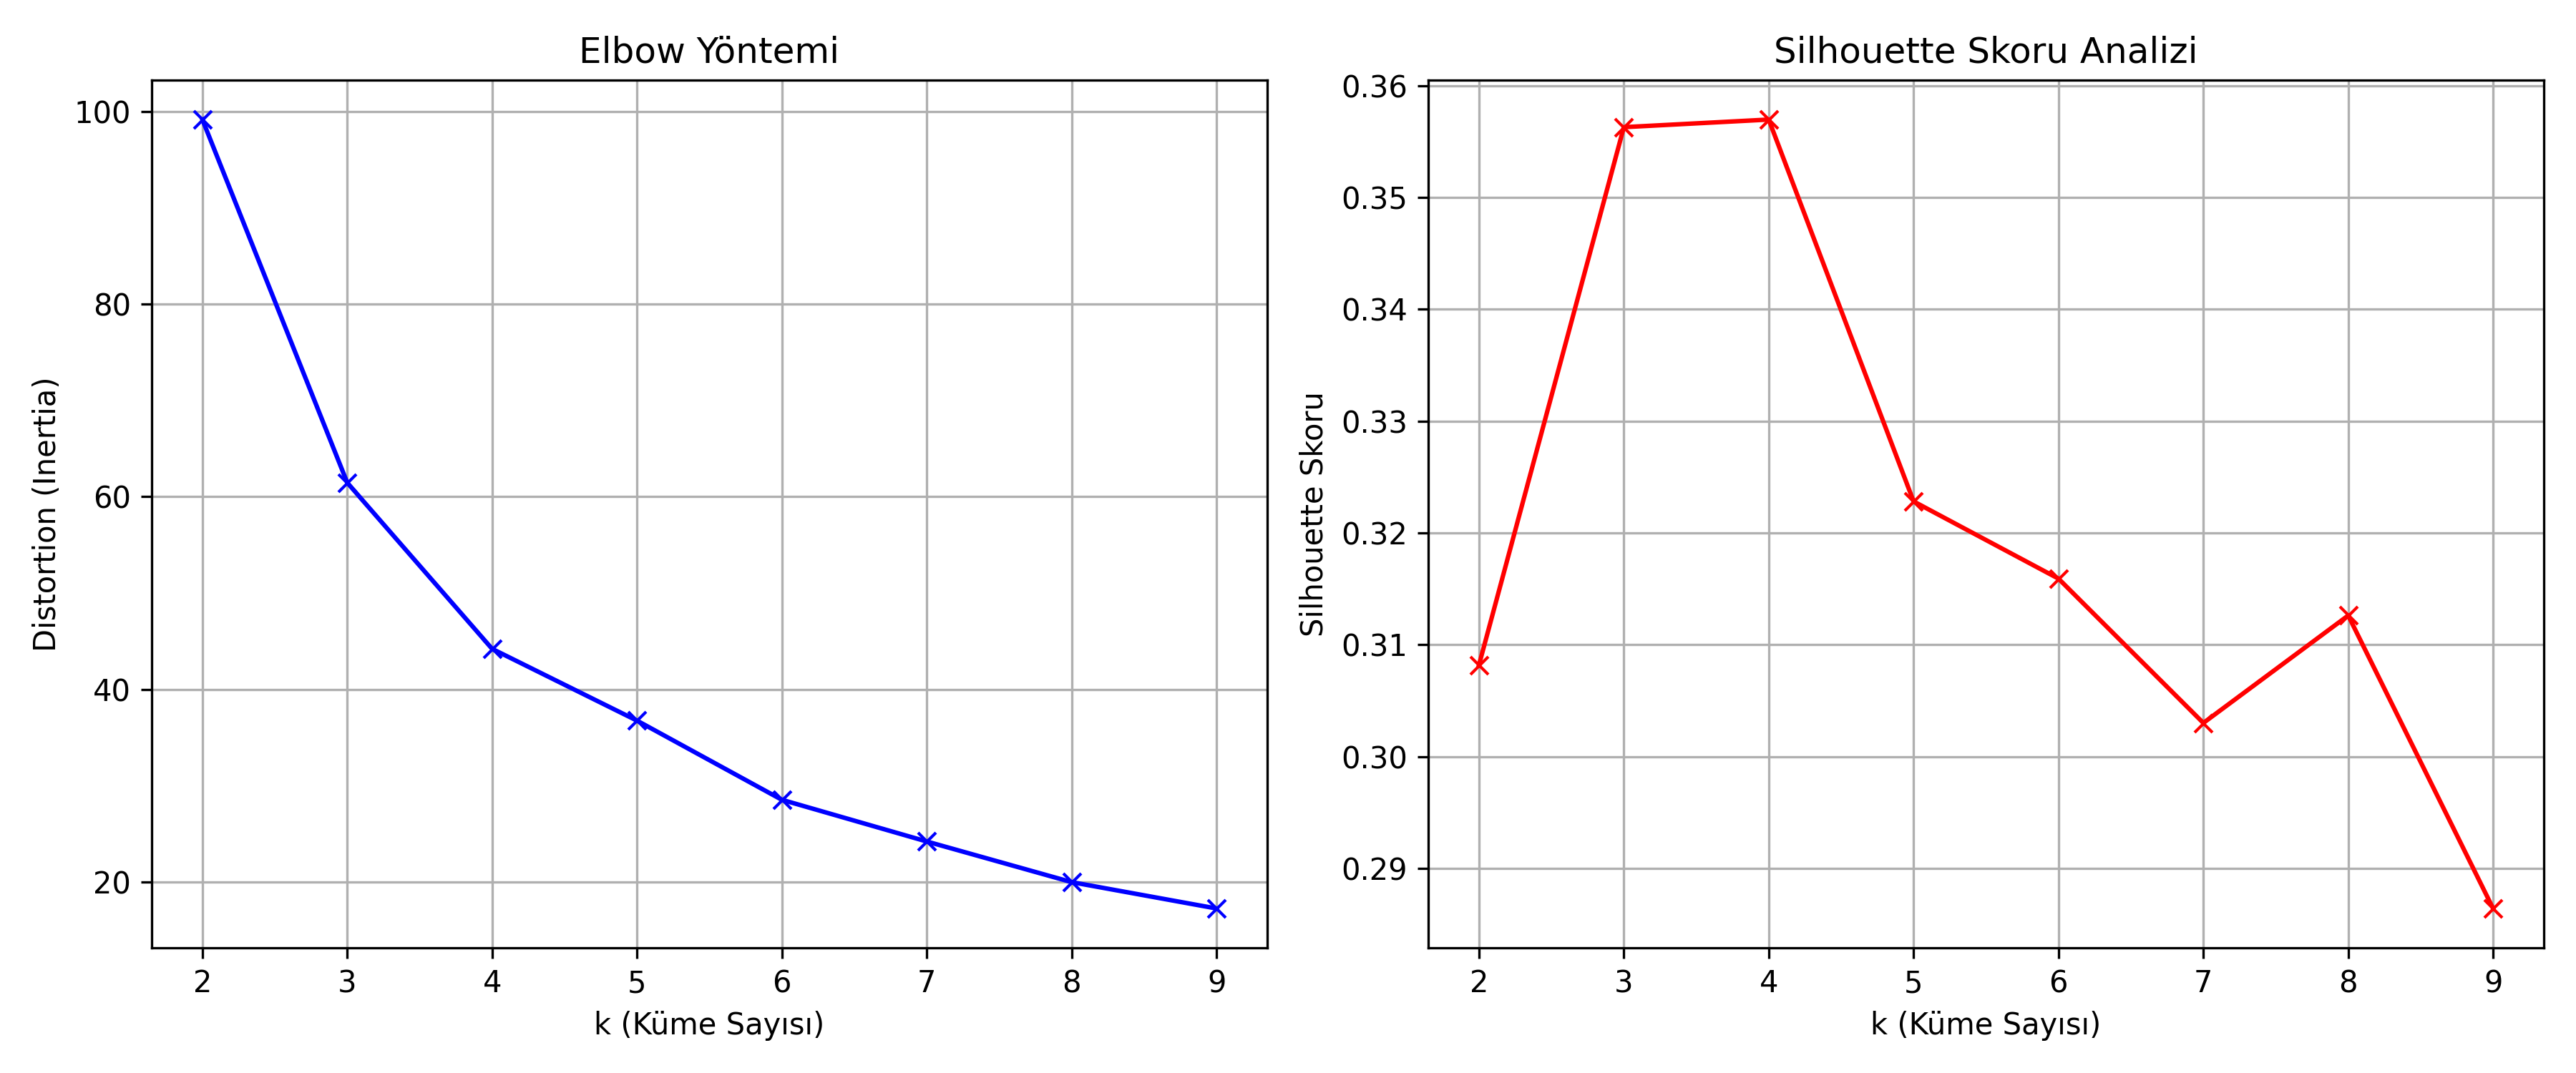 Elbow Yöntemi
Distortion (Inertia)
100
80
60
40
20
2 3 4 5 6 7 8 9
k (Küme Sayısı)
Silhouette Skoru Analizi
Silhouette Skoru
0.36
0.35
0.34
0.33
0.32
0.31
0.30
0.29
2 3 4 5 6 7 8 9
k (Küme Sayısı)